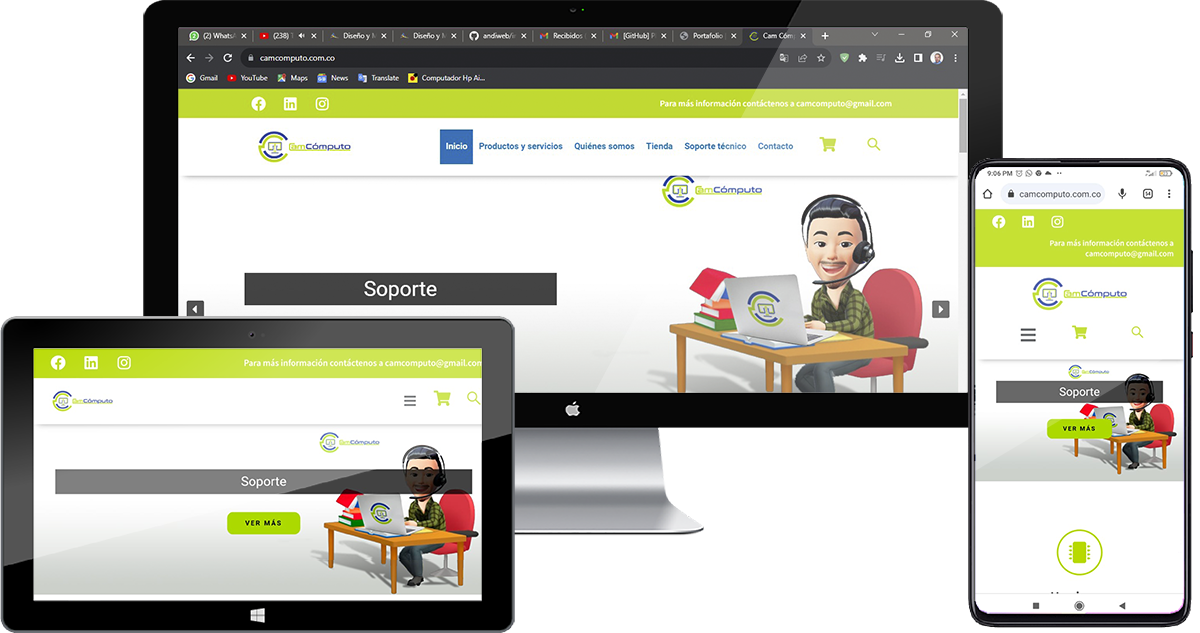 (2) Whats
(238) T
Diseño y M
Diseño y M
andiweb/in
Recibidos
[GitHub] P
Portafolio
Cam Cómp
camcomputo.com.co
Gmail
YouTube
Maps
News
Translate
Computador Hp Ai...
Para más información contáctenos a camcomputo@gmail.com
CamCómputo
Inicio
Productos y servicios
Quiénes somos
Tienda
Soporte técnico
Contacto
CamCómputo
Soporte
Para más información contáctenos a camcomputo@gmail.com
CamCómputo
CamCómputo
Soporte
VER MÁS
9:06 PM
camcomputo.com.co
14
Para más información contáctenos a
camcomputo@gmail.com
CamCómputo
CamCómputo
Soporte
VER MÁS